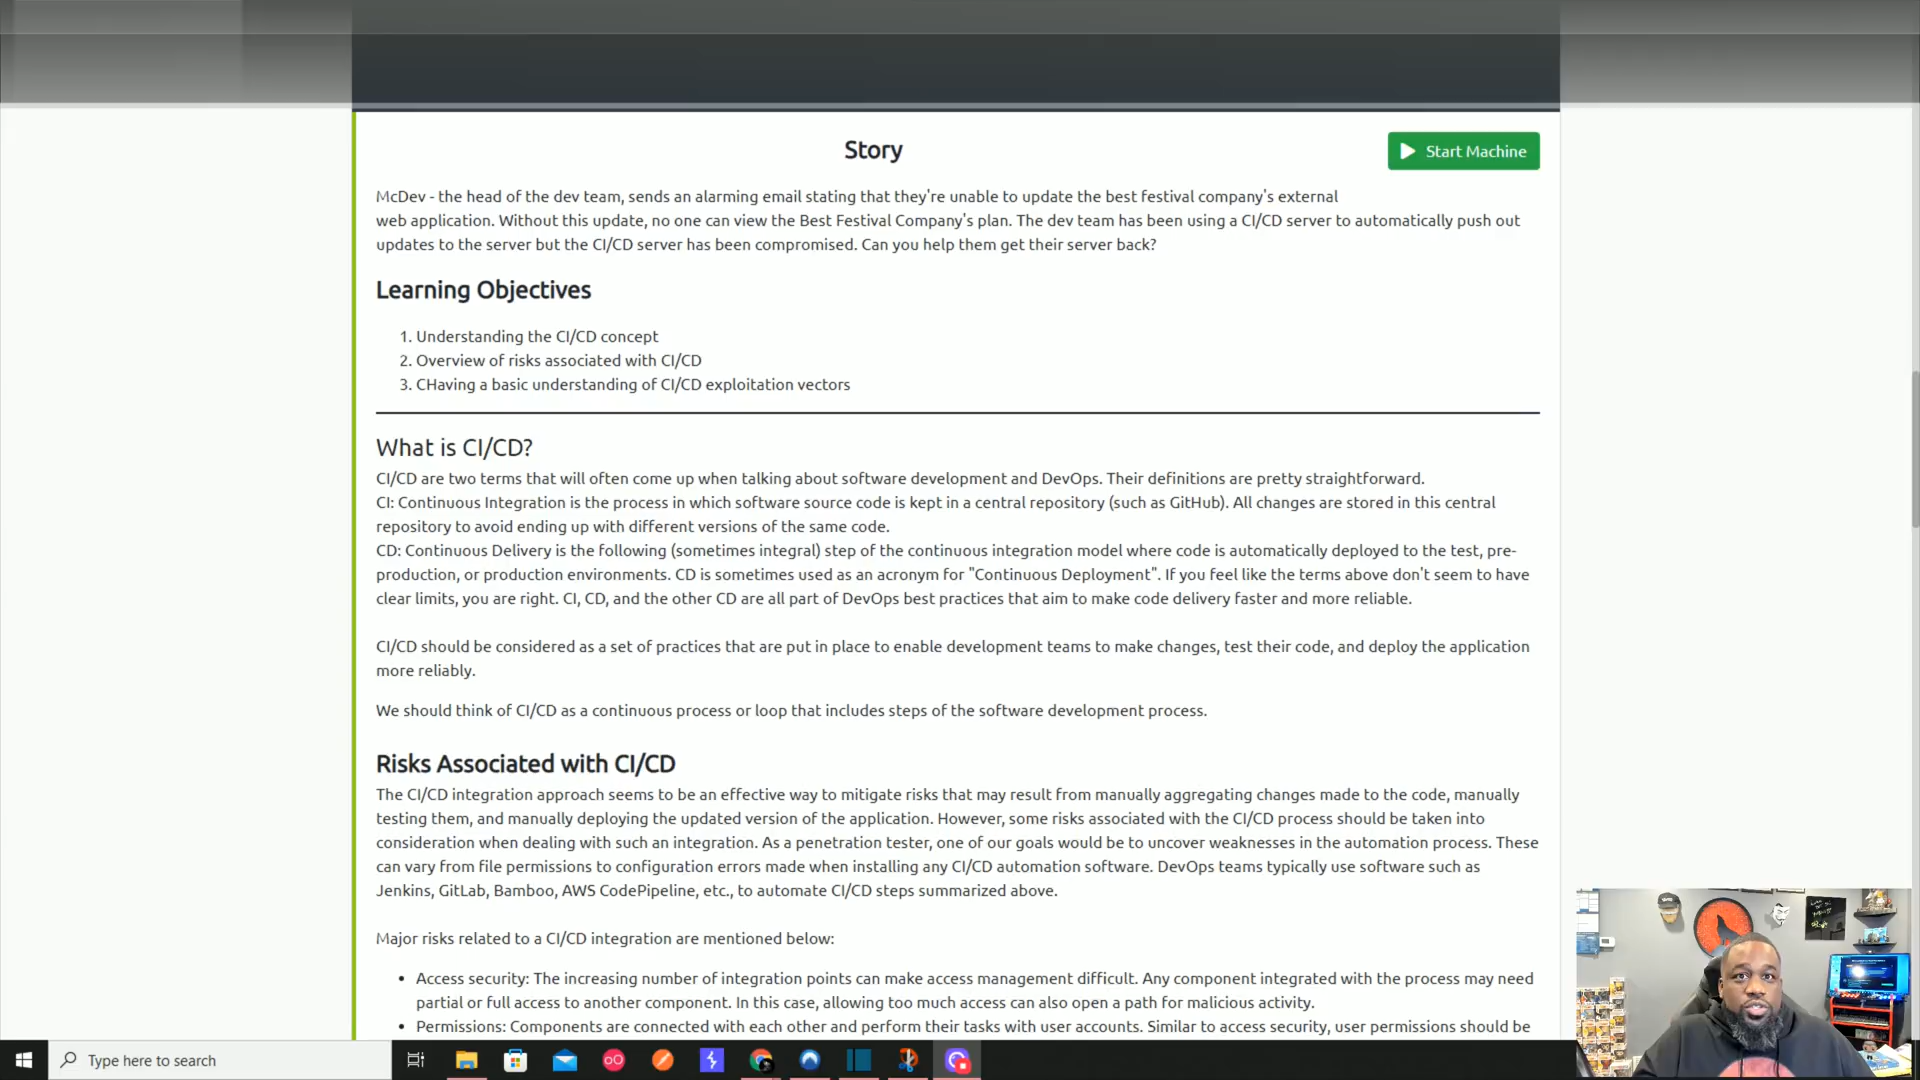 Story
Start Machine
McDev - the head of the dev team, sends an alarming email stating that they're unable to update the best festival company's external
web application. Without this update, no one can view the Best Festival Company's plan. The dev team has been using a CI/CD server to automatically push out
updates to the server but the CI/CD server has been compromised. Can you help them get their server back?
Learning Objectives
1. Understanding the CI/CD concept
2. Overview of risks associated with CI/CD
3. CHaving a basic understanding of CI/CD exploitation vectors
What is CI/CD?
CI/CD are two terms that will often come up when talking about software development and DevOps. Their definitions are pretty straightforward.
CI: Continuous Integration is the process in which software source code is kept in a central repository (such as GitHub). All changes are stored in this central
repository to avoid ending up with different versions of the same code.
CD: Continuous Delivery is the following (sometimes integral) step of the continuous integration model where code is automatically deployed to the test, pre-
production, or production environments. CD is sometimes used as an acronym for "Continuous Deployment". If you feel like the terms above don't seem to have
clear limits, you are right. CI, CD, and the other CD are all part of DevOps best practices that aim to make code delivery faster and more reliable.
CI/CD should be considered as a set of practices that are put in place to enable development teams to make changes, test their code, and deploy the application
more reliably.
We should think of CI/CD as a continuous process or loop that includes steps of the software development process.
Risks Associated with CI/CD
The CI/CD integration approach seems to be an effective way to mitigate risks that may result from manually aggregating changes made to the code, manually
testing them, and manually deploying the updated version of the application. However, some risks associated with the CI/CD process should be taken into
consideration when dealing with such an integration. As a penetration tester, one of our goals would be to uncover weaknesses in the automation process. These
can vary from file permissions to configuration errors made when installing any CI/CD automation software. DevOps teams typically use software such as
Jenkins, GitLab, Bamboo, AWS CodePipeline, etc., to automate CI/CD steps summarized above.
Major risks related to a CI/CD integration are mentioned below:
• Access security: The increasing number of integration points can make access management difficult. Any component integrated with the process may need
partial or full access to another component. In this case, allowing too much access can also open a path for malicious activity.
• Permissions: Components are connected with each other and perform their tasks with user accounts. Similar to access security, user permissions should be
Type here to search